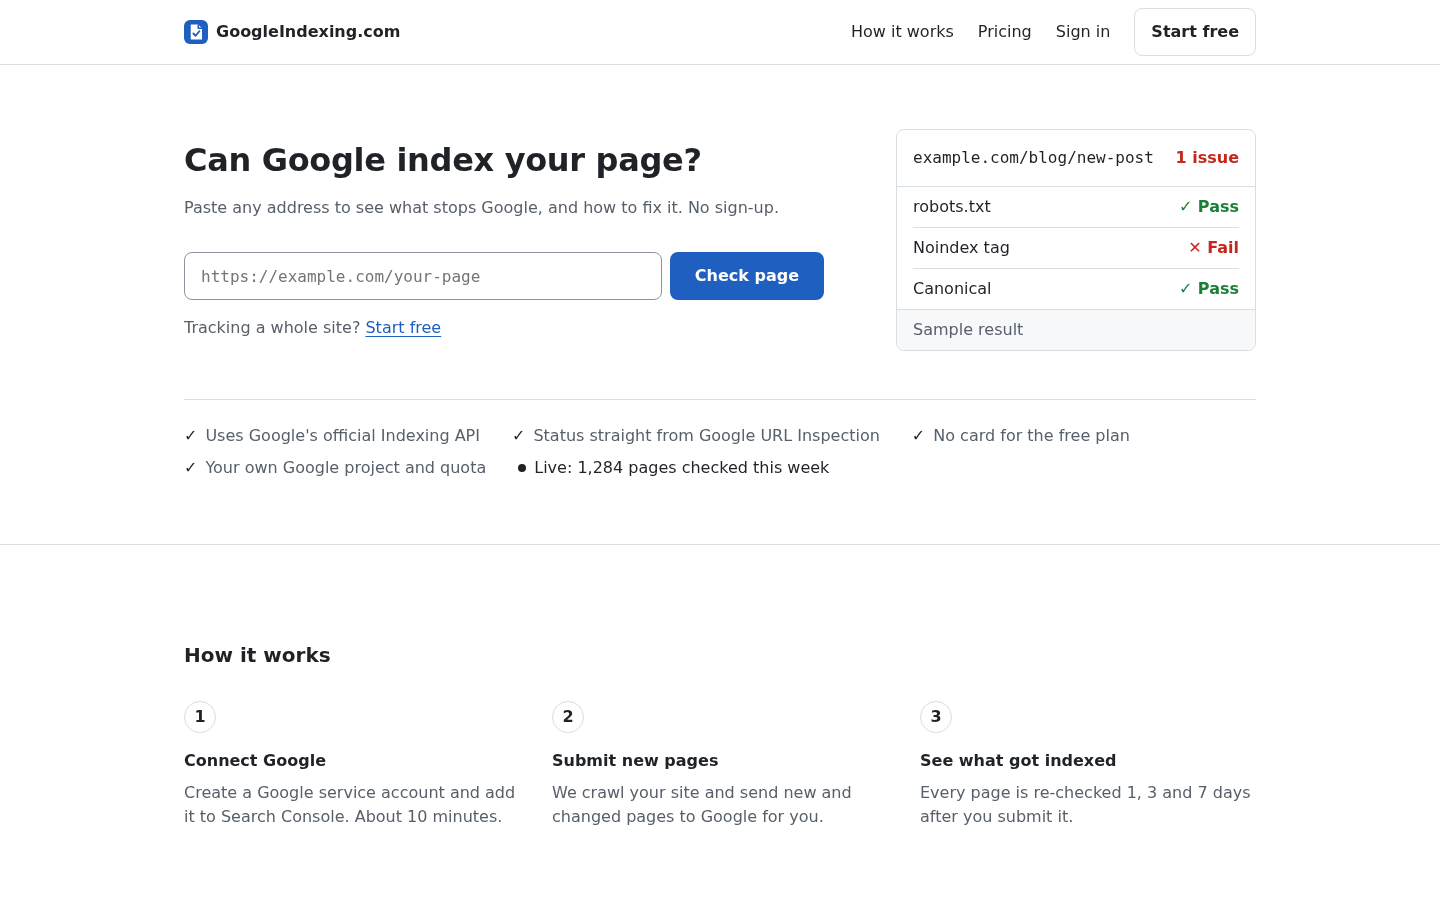 GoogleIndexing.com
How it works
Pricing
Sign in
Start free
Can Google index your page?
Paste any address to see what stops Google, and how to fix it. No sign-up.
https://example.com/your-page
Check page
Tracking a whole site? Start free
example.com/blog/new-post 1 issue
robots.txt ✓ Pass
Noindex tag ✕ Fail
Canonical ✓ Pass
Sample result
✓ Uses Google's official Indexing API ✓ Status straight from Google URL Inspection ✓ No card for the free plan
✓ Your own Google project and quota ● Live: 1,284 pages checked this week
How it works
1
Connect Google
Create a Google service account and add
it to Search Console. About 10 minutes.
2
Submit new pages
We crawl your site and send new and
changed pages to Google for you.
3
See what got indexed
Every page is re-checked 1, 3 and 7 days
after you submit it.